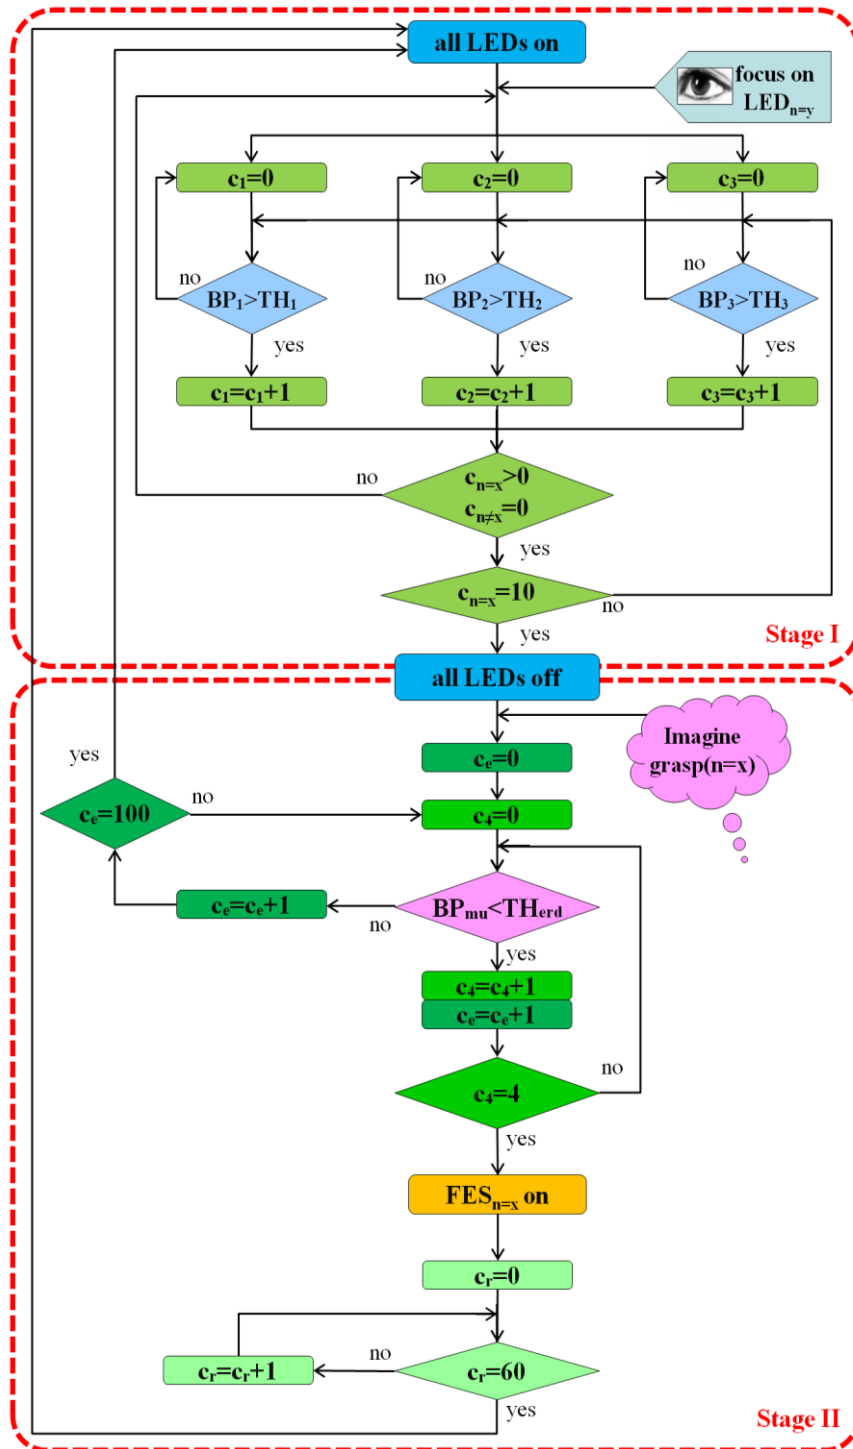 all LEDs on
focus on
LEDn=y
c1=0
c2=0
c3=0
no
no
no
BP1>TH1
BP2>TH2
BP3>TH3
yes
yes
yes
c1=c1+1
c2=c2+1
c3=c3+1
no
cn=x>0
cn≠x=0
yes
cn=x=10
no
yes
Stage I
all LEDs off
Imagine
grasp(n=x)
yes
ce=0
no
ce=100
c4=0
ce=ce+1
BPmu<THerd
no
yes
c4=c4+1
ce=ce+1
no
c4=4
yes
FESn=x on
cr=0
no
cr=cr+1
cr=60
yes
Stage II